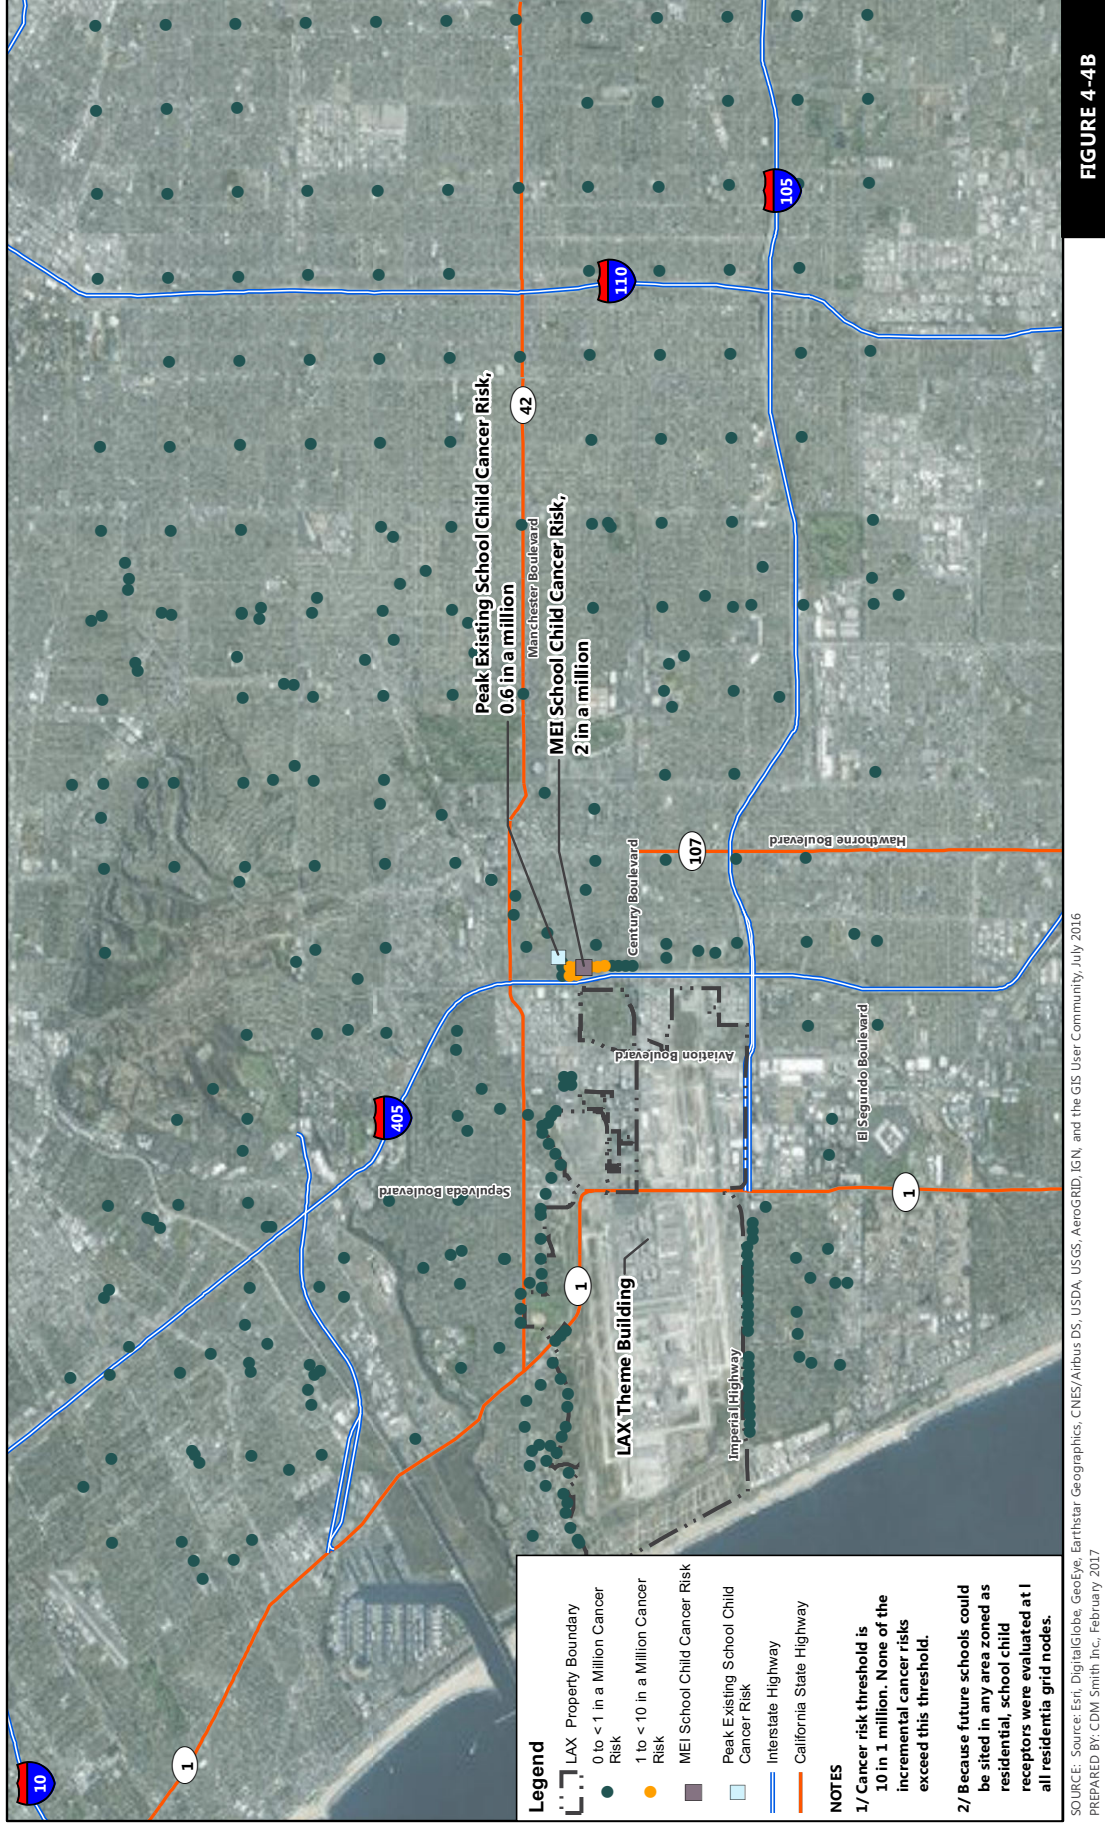 FIGURE 4-4B
10
1
405
110
105
42
107
1
1
Peak Existing School Child Cancer Risk,
0.6 in a million
MEI School Child Cancer Risk,
2 in a million
Manchester Boulevard
Century Boulevard
Hawthorne Boulevard
Aviation Boulevard
El Segundo Boulevard
Sepulveda Boulevard
Imperial Highway
LAX Theme Building
Legend
LAX Property Boundary
0 to < 1 in a Million Cancer
Risk
1 to < 10 in a Million Cancer
Risk
MEI School Child Cancer Risk
Peak Existing School Child
Cancer Risk
Interstate Highway
California State Highway
NOTES
1/ Cancer risk threshold is
10 in 1 million. None of the
incremental cancer risks
exceed this threshold.
2/ Because future schools could
be sited in any area zoned as
residential, school child
receptors were evaluated at l
all residentia grid nodes.
SOURCE: Source: Esri, DigitalGlobe, GeoEye, Earthstar Geographics, CNES/Airbus DS, USDA, USGS, AeroGRID, IGN, and the GIS User Community, July 2016
PREPARED BY: CDM Smith Inc, February 2017